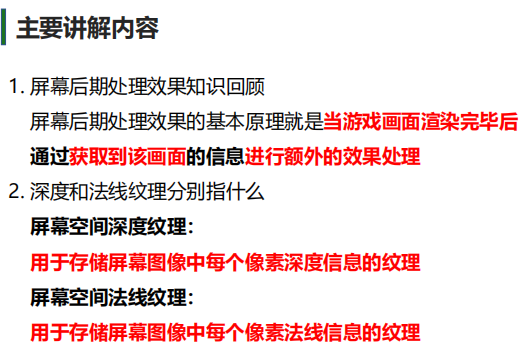 主要讲解内容
1. 屏幕后期处理效果知识回顾
屏幕后期处理效果的基本原理就是当游戏画面渲染完毕后
通过获取到该画面的信息进行额外的效果处理
2. 深度和法线纹理分别指什么
屏幕空间深度纹理：
用于存储屏幕图像中每个像素深度信息的纹理
屏幕空间法线纹理：
用于存储屏幕图像中每个像素法线信息的纹理